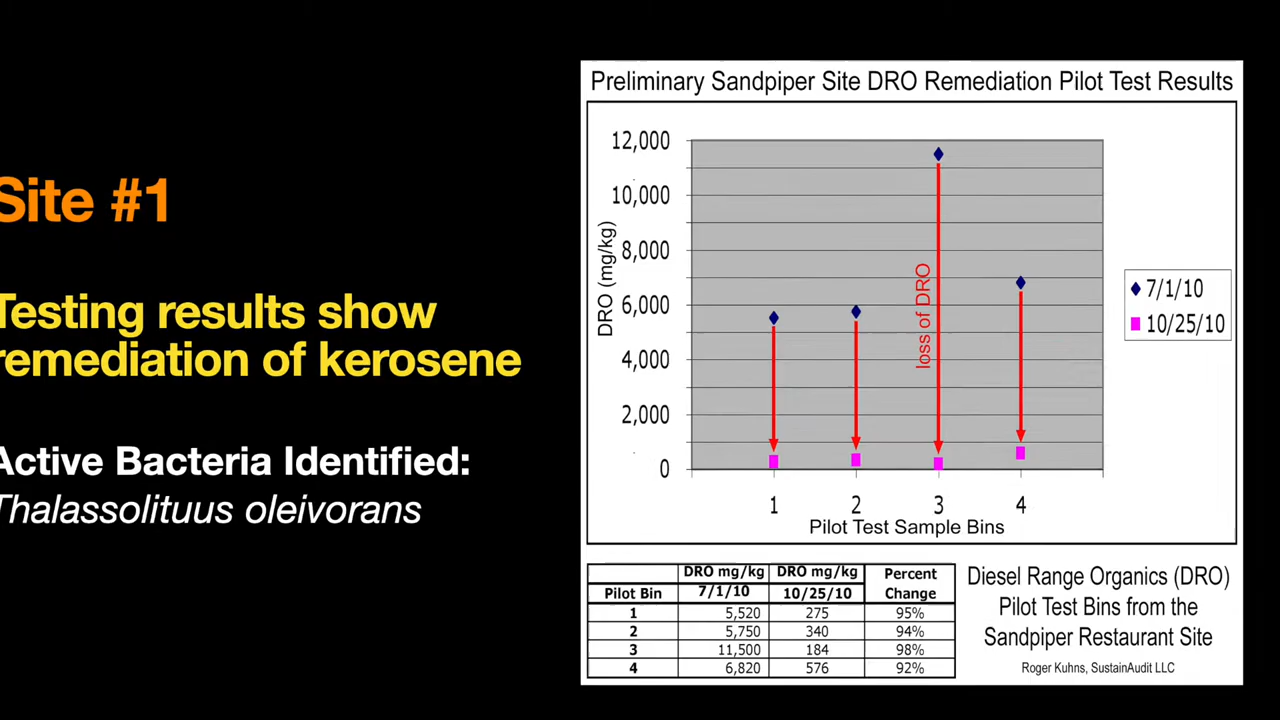 Site #1
Testing results show
remediation of kerosene
Active Bacteria Identified:
Thalassolituus oleivorans
Preliminary Sandpiper Site DRO Remediation Pilot Test Results
DRO (mg/kg)
12,000
10,000
8,000
6,000
4,000
2,000
0
loss of DRO
1 2 3 4
Pilot Test Sample Bins
7/1/10
10/25/10
DRO mg/kg DRO mg/kg Percent
Pilot Bin 7/1/10 10/25/10 Change
1 5,520 275 95%
2 5,750 340 94%
3 11,500 184 98%
4 6,820 576 92%
Diesel Range Organics (DRO)
Pilot Test Bins from the
Sandpiper Restaurant Site
Roger Kuhns, SustainAudit LLC